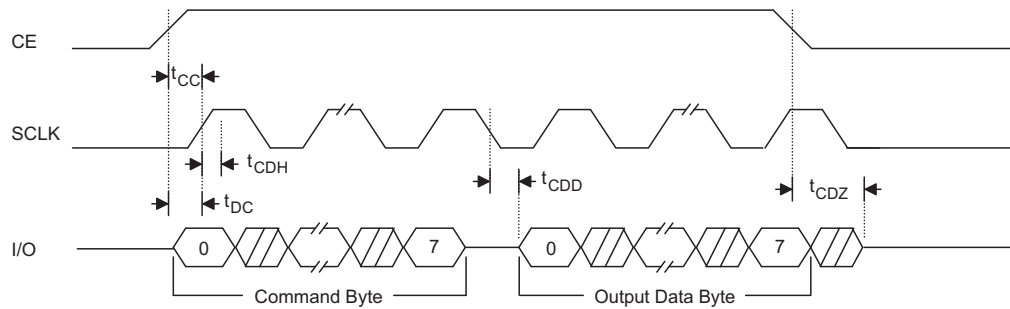 CE
tCC
SCLK
tCDH
tCDD
tCDZ
tDC
I/O
0
7
0
7
Command Byte
Output Data Byte